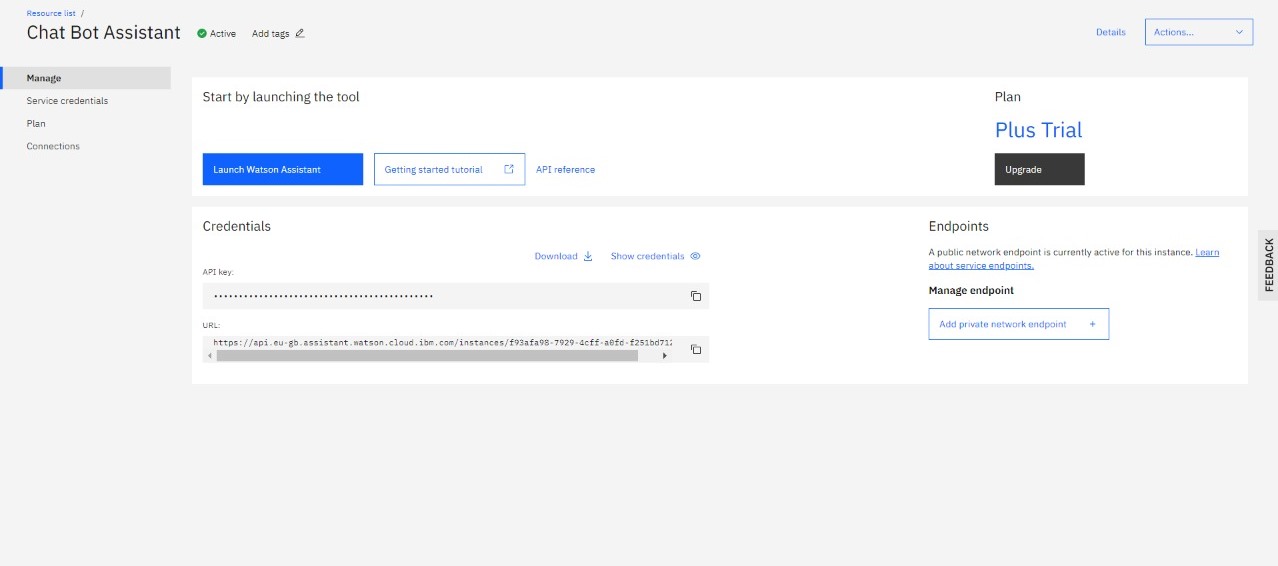 Resource list /
Chat Bot Assistant
Active
Add tags
Details
Actions...
Manage
Service credentials
Plan
Connections
Start by launching the tool
Launch Watson Assistant
Getting started tutorial
API reference
Plan
Plus Trial
Upgrade
Credentials
Download
Show credentials
API key:
••••••••••••••••••••••••••••••••••••••••••••
URL:
https://api.eu-gb.assistant.watson.cloud.ibm.com/instances/f93afa98-7929-4cff-a0fd-f251bd712
Endpoints
A public network endpoint is currently active for this instance. Learn
about service endpoints.
Manage endpoint
Add private network endpoint +
FEEDBACK